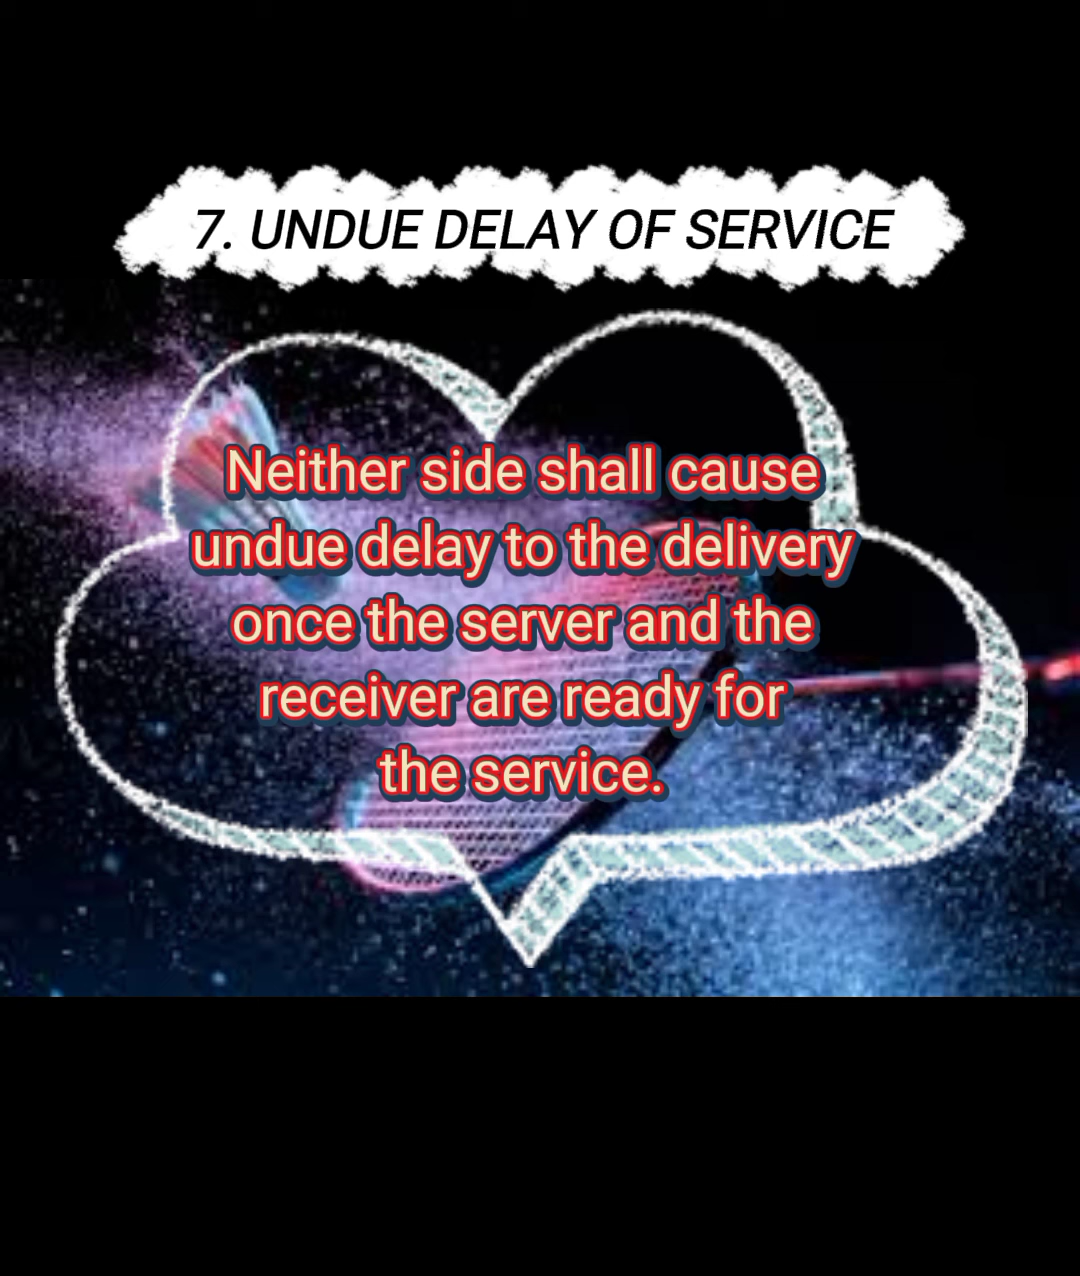 7. UNDUE DELAY OF SERVICE
Neither side shall cause
undue delay to the delivery
once the server and the
receiver are ready for
the service.